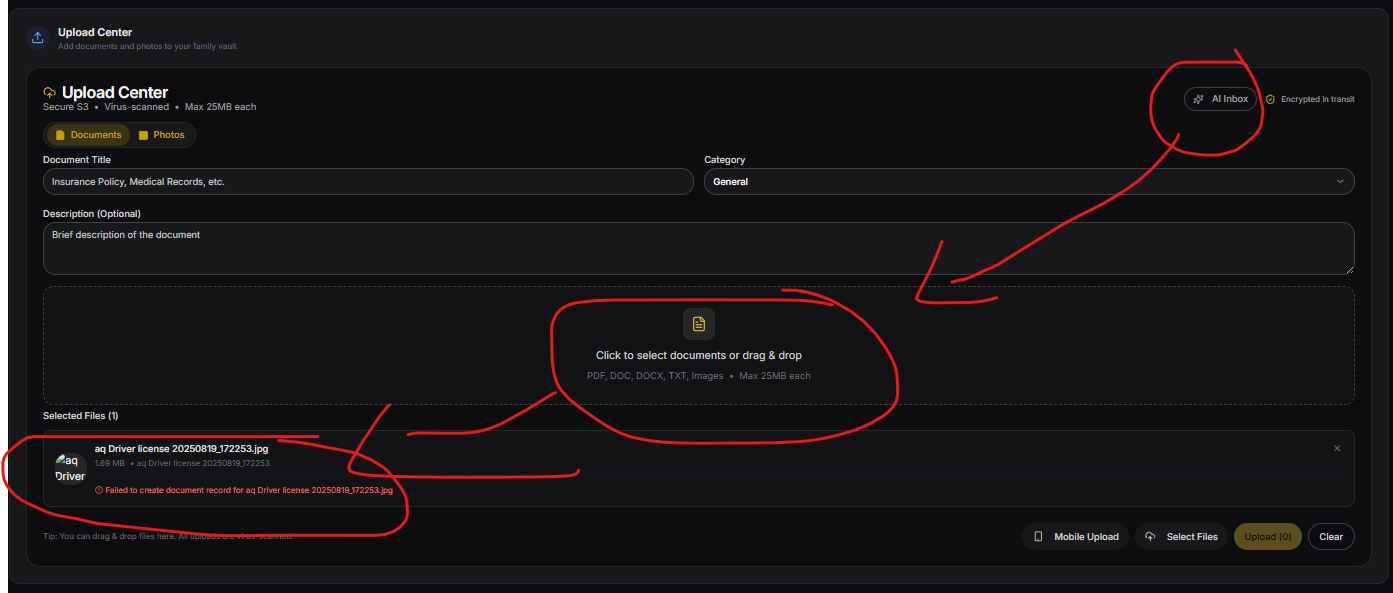 Upload Center
Add documents and photos to your family vault
Upload Center
Secure S3 • Virus-scanned • Max 25MB each
AI Inbox
Encrypted in transit
Documents
Photos
Document Title
Category
Insurance Policy, Medical Records, etc.
General
Description (Optional)
Brief description of the document
Click to select documents or drag & drop
PDF, DOC, DOCX, TXT, Images • Max 25MB each
Selected Files (1)
aq Driver
aq Driver license 20250819_172253.jpg
1.69 MB • aq Driver license 20250819_172253
Failed to create document record for aq Driver license 20250819_172253.jpg
Tip: You can drag & drop files here. All uploads are virus-scanned.
Mobile Upload
Select Files
Upload (0)
Clear